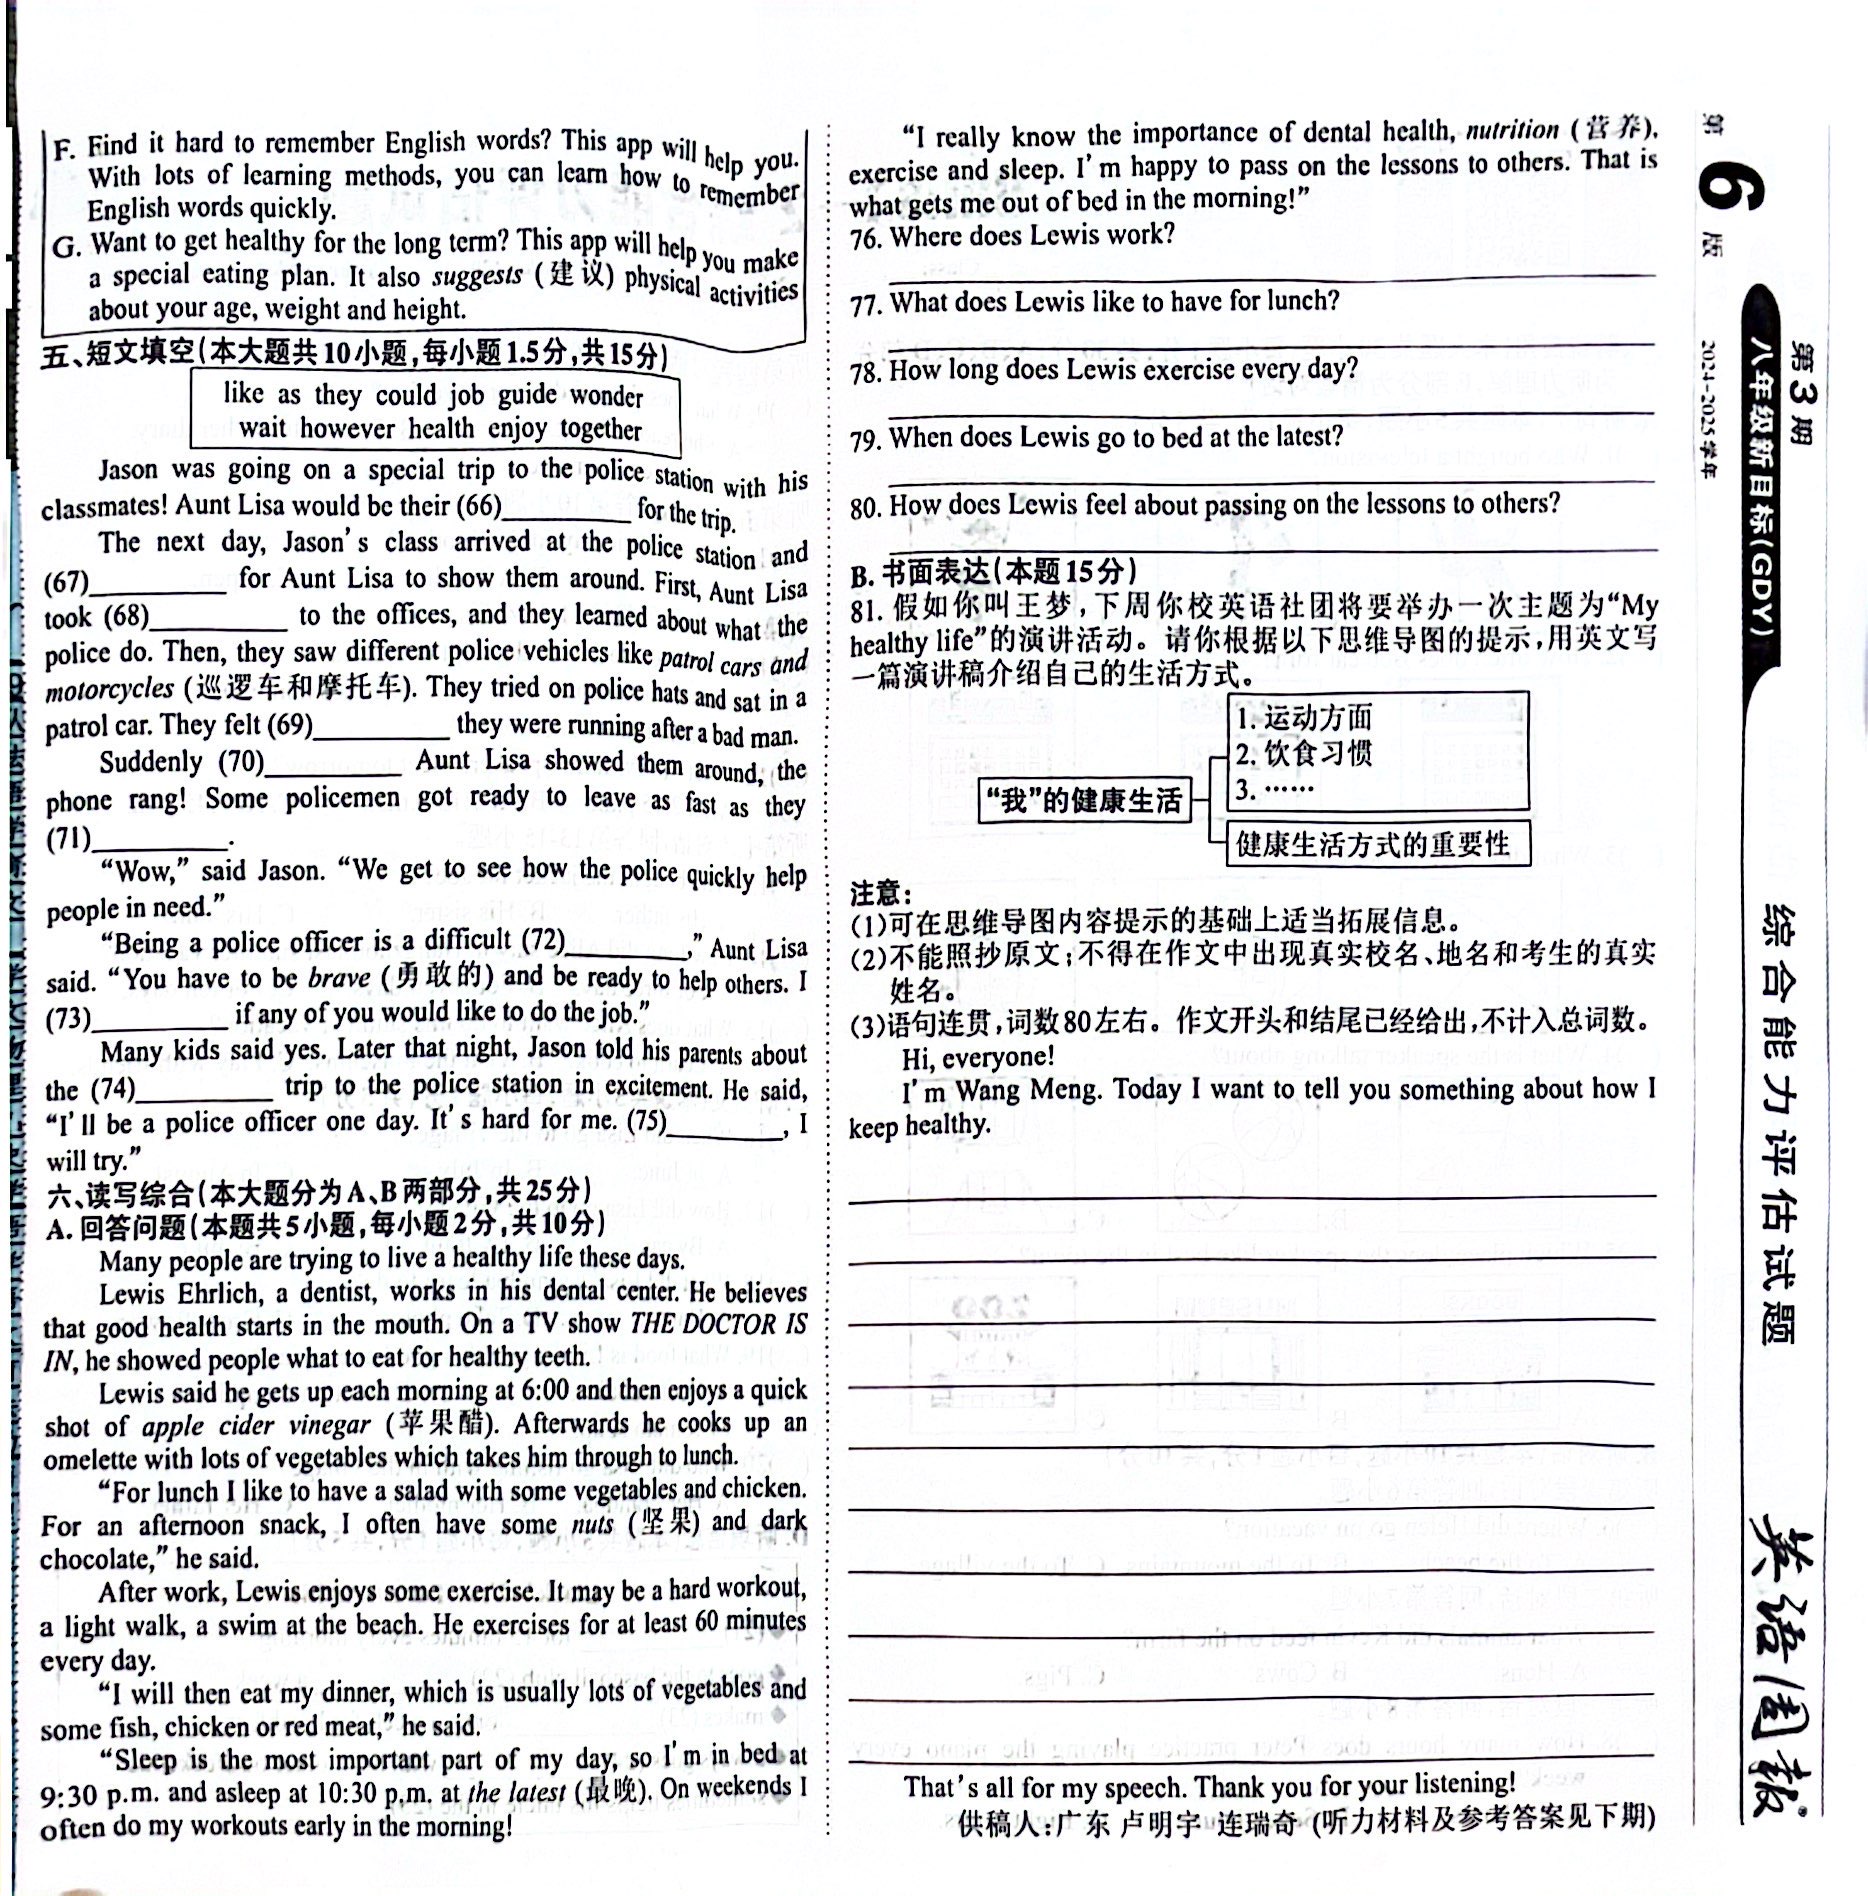 F. Find it hard to remember English words? This app will help you.
With lots of learning methods, you can learn how to remember
English words quickly.
G. Want to get healthy for the long term? This app will help you make
a special eating plan. It also suggests (建议) physical activities
about your age, weight and height.
五、短文填空(本大题共10小题,每小题1.5分,共15分)
like as they could job guide wonder
wait however health enjoy together
Jason was going on a special trip to the police station with his
classmates! Aunt Lisa would be their (66)__________ for the trip.
The next day, Jason's class arrived at the police station and
(67)__________ for Aunt Lisa to show them around. First, Aunt Lisa
took (68)__________ to the offices, and they learned about what the
police do. Then, they saw different police vehicles like patrol cars and
motorcycles (巡逻车和摩托车). They tried on police hats and sat in a
patrol car. They felt (69)__________ they were running after a bad man.
Suddenly (70)__________ Aunt Lisa showed them around, the
phone rang! Some policemen got ready to leave as fast as they
(71)__________.
“Wow,” said Jason. “We get to see how the police quickly help
people in need.”
“Being a police officer is a difficult (72)__________,” Aunt Lisa
said. “You have to be brave (勇敢的) and be ready to help others. I
(73)__________ if any of you would like to do the job.”
Many kids said yes. Later that night, Jason told his parents about
the (74)__________ trip to the police station in excitement. He said,
“I'll be a police officer one day. It's hard for me. (75)__________, I
will try.”
六、读写综合(本大题分为A、B两部分,共25分)
A. 回答问题(本题共5小题,每小题2分,共10分)
Many people are trying to live a healthy life these days.
Lewis Ehrlich, a dentist, works in his dental center. He believes
that good health starts in the mouth. On a TV show THE DOCTOR IS
IN, he showed people what to eat for healthy teeth.
Lewis said he gets up each morning at 6:00 and then enjoys a quick
shot of apple cider vinegar (苹果醋). Afterwards he cooks up an
omelette with lots of vegetables which takes him through to lunch.
“For lunch I like to have a salad with some vegetables and chicken.
For an afternoon snack, I often have some nuts (坚果) and dark
chocolate,” he said.
After work, Lewis enjoys some exercise. It may be a hard workout,
a light walk, a swim at the beach. He exercises for at least 60 minutes
every day.
“I will then eat my dinner, which is usually lots of vegetables and
some fish, chicken or red meat,” he said.
“Sleep is the most important part of my day, so I'm in bed at
9:30 p.m. and asleep at 10:30 p.m. at the latest (最晚). On weekends I
often do my workouts early in the morning!
“I really know the importance of dental health, nutrition (营养),
exercise and sleep. I'm happy to pass on the lessons to others. That is
what gets me out of bed in the morning!”
76. Where does Lewis work?
77. What does Lewis like to have for lunch?
78. How long does Lewis exercise every day?
79. When does Lewis go to bed at the latest?
80. How does Lewis feel about passing on the lessons to others?
B. 书面表达(本题15分)
81. 假如你叫王梦,下周你校英语社团将要举办一次主题为“My
healthy life”的演讲活动。请你根据以下思维导图的提示,用英文写
一篇演讲稿介绍自己的生活方式。
“我”的健康生活
1. 运动方面
2. 饮食习惯
3. ……
健康生活方式的重要性
注意:
(1)可在思维导图内容提示的基础上适当拓展信息。
(2)不能照抄原文;不得在作文中出现真实校名、地名和考生的真实
姓名。
(3)语句连贯,词数80左右。作文开头和结尾已经给出,不计入总词数。
Hi, everyone!
I'm Wang Meng. Today I want to tell you something about how I
keep healthy.
That's all for my speech. Thank you for your listening!
供稿人:广东 卢明宇 连瑞奇 (听力材料及参考答案见下期)
第6版
2024-2025学年
八年级新目标(GDY)
第3期
综合能力评估试题
英语周报